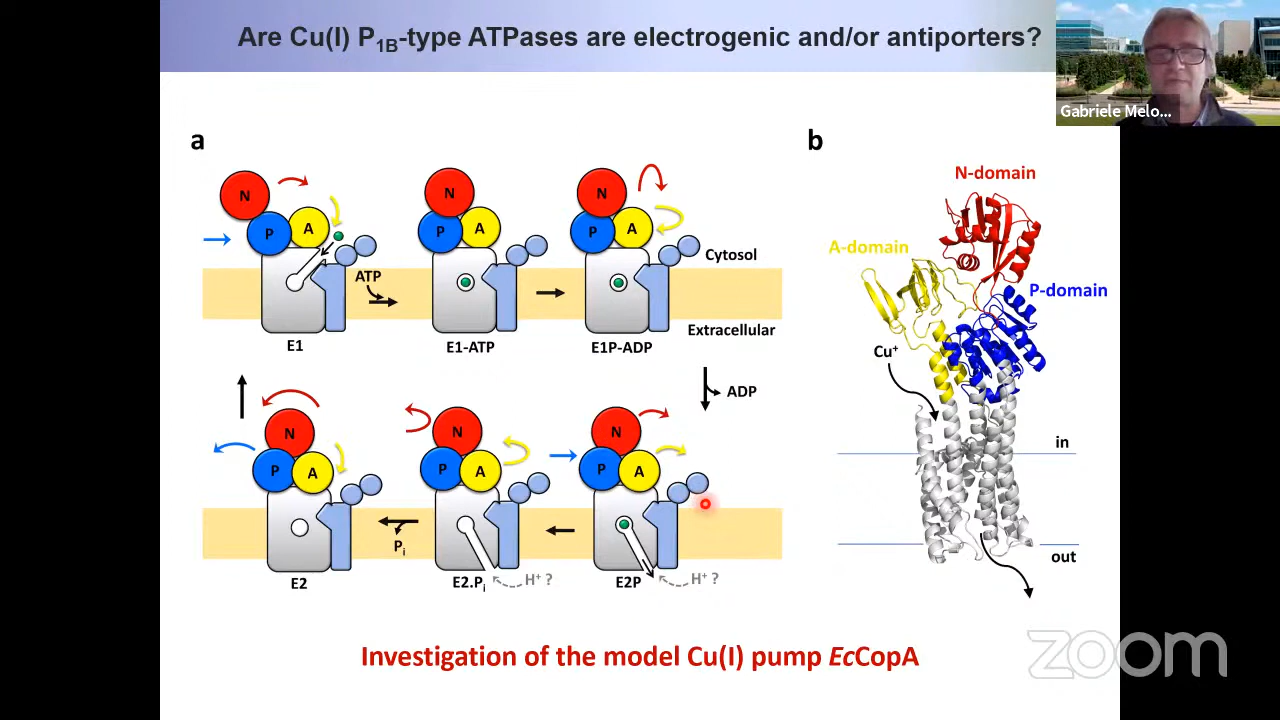 Are Cu(I) P1B-type ATPases are electrogenic and/or antiporters?
Gabriele Melo...
a
b
N
P
A
ATP
E1
N
P
A
E1-ATP
N
P
A
E1P-ADP
Cytosol
Extracellular
ADP
N
P
A
E2
Pi
N
P
A
E2.Pi
H+ ?
N
P
A
E2P
H+ ?
N-domain
A-domain
P-domain
Cu+
in
out
Investigation of the model Cu(I) pump EcCopA
zoom